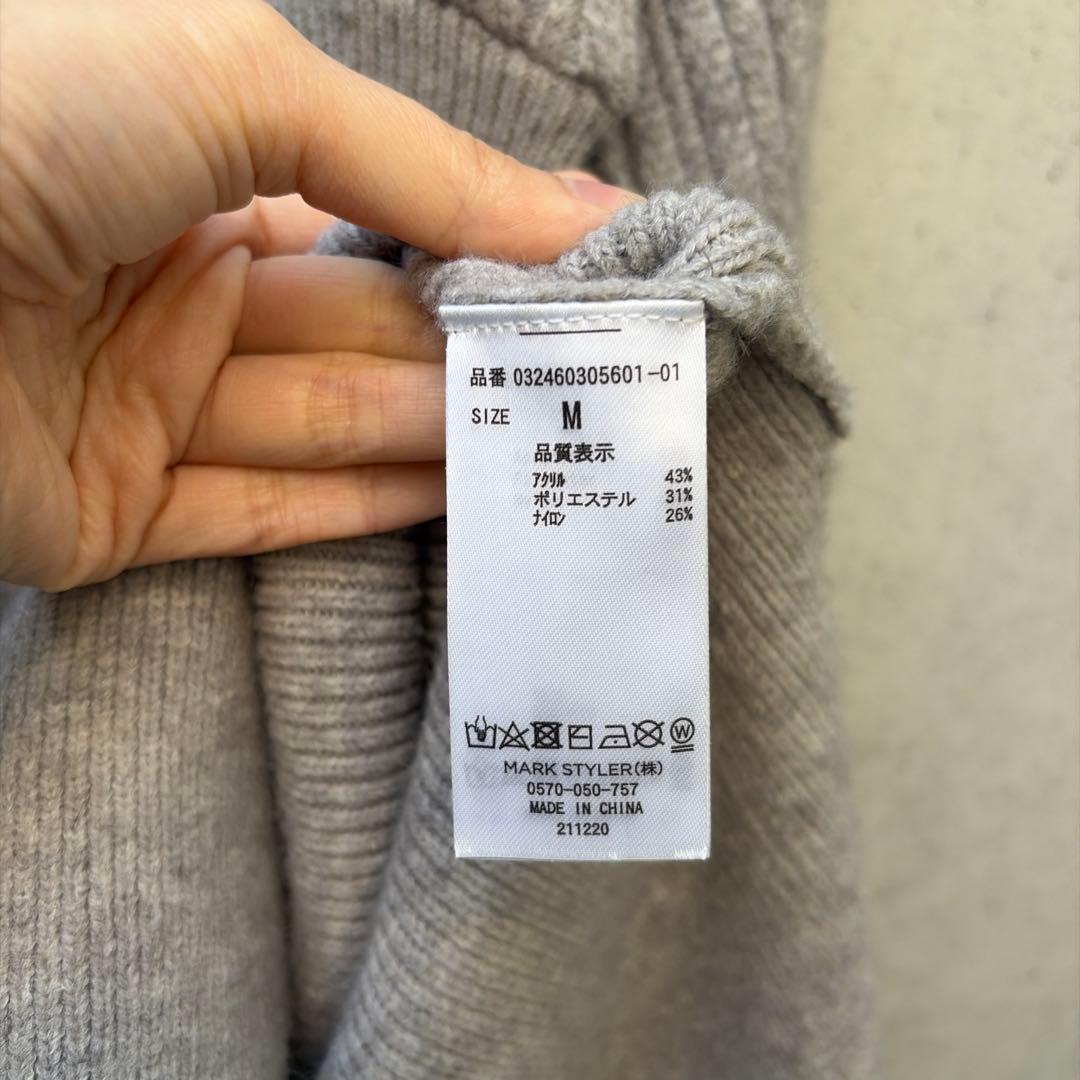 品番 032460305601-01
SIZE M
品質表示
ｱｸﾘﾙ 43%
ポリエステル 31%
ﾅｲﾛﾝ 26%
W
MARK STYLER(株)
0570-050-757
MADE IN CHINA
211220